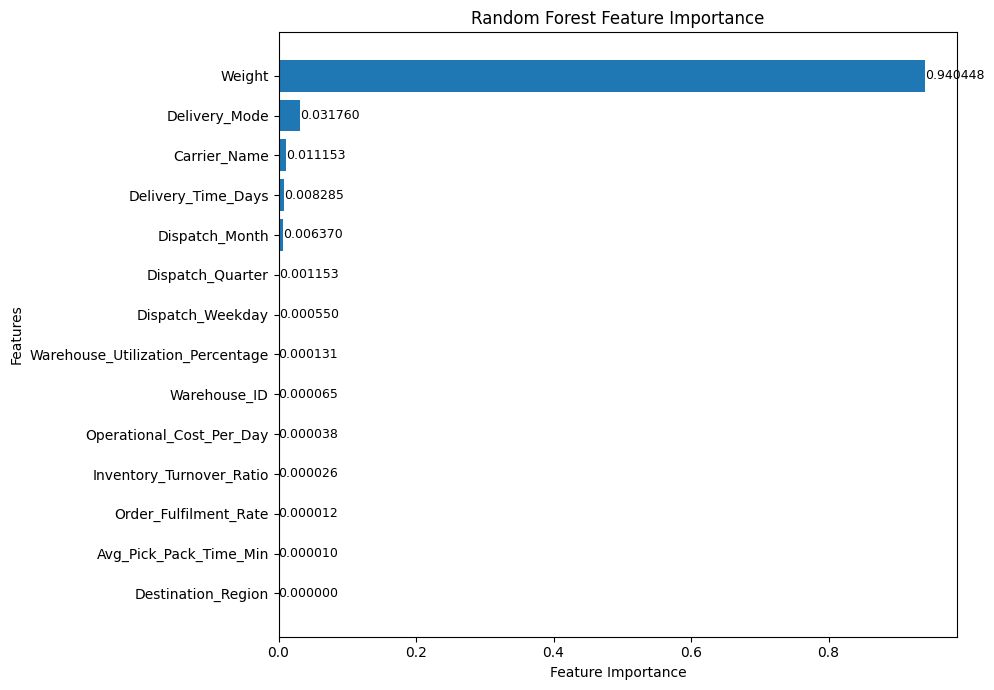 Random Forest Feature Importance
Features
Weight 0.940448
Delivery_Mode 0.031760
Carrier_Name 0.011153
Delivery_Time_Days 0.008285
Dispatch_Month 0.006370
Dispatch_Quarter 0.001153
Dispatch_Weekday 0.000550
Warehouse_Utilization_Percentage 0.000131
Warehouse_ID 0.000065
Operational_Cost_Per_Day 0.000038
Inventory_Turnover_Ratio 0.000026
Order_Fulfilment_Rate 0.000012
Avg_Pick_Pack_Time_Min 0.000010
Destination_Region 0.000000
0.0 0.2 0.4 0.6 0.8
Feature Importance